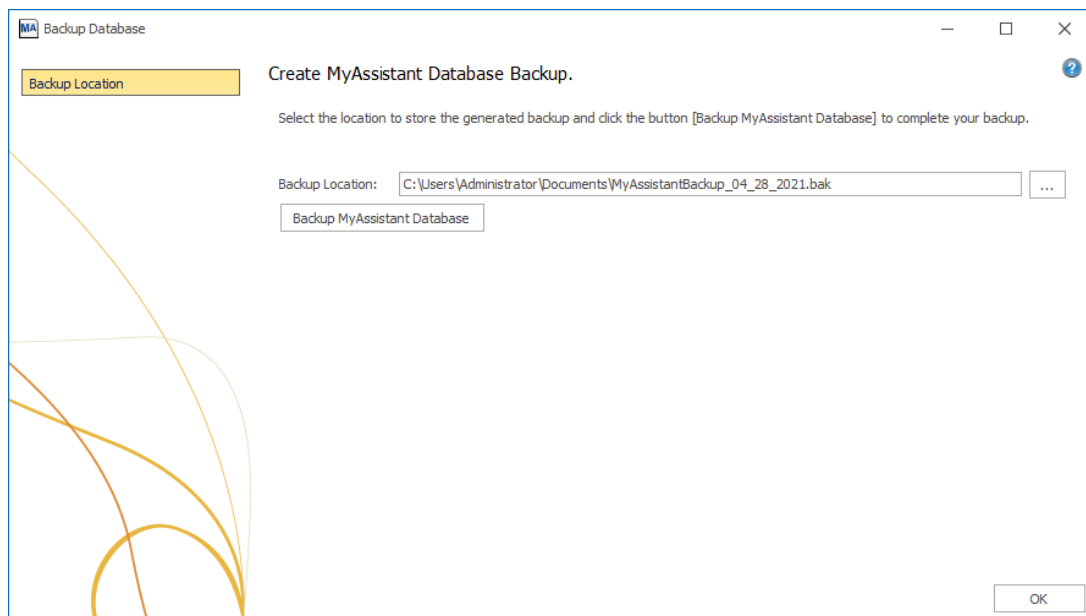 MA Backup Database
Backup Location
Create MyAssistant Database Backup.
?
Select the location to store the generated backup and click the button [Backup MyAssistant Database] to complete your backup.
Backup Location: C:\Users\Administrator\Documents\MyAssistantBackup_04_28_2021.bak ...
Backup MyAssistant Database
OK